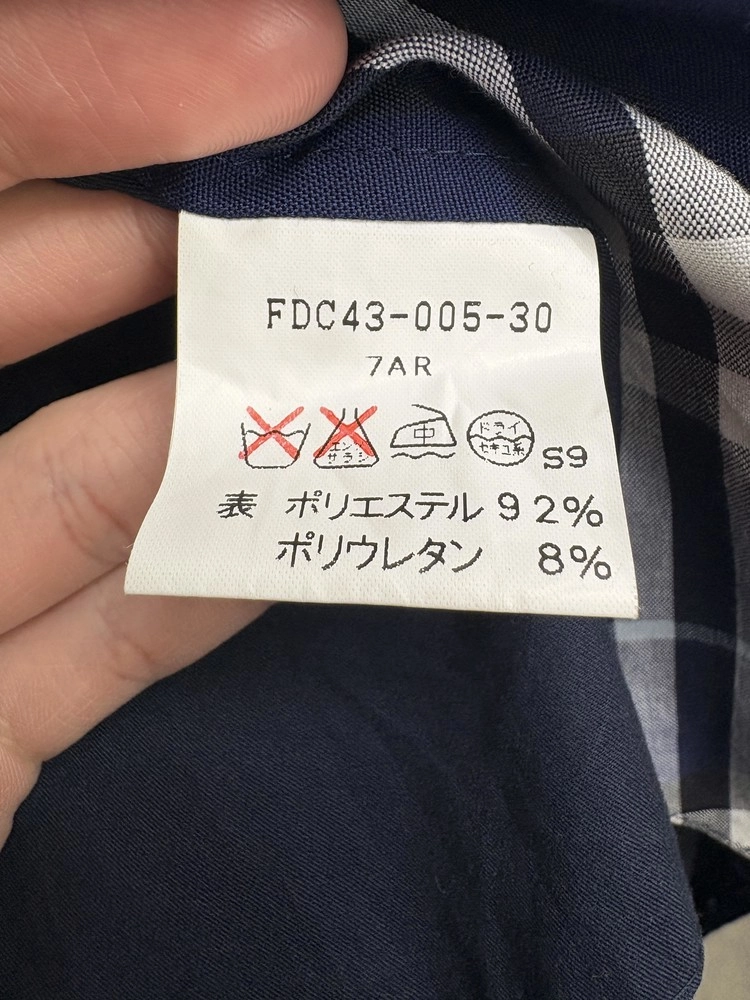 FDC43-005-30
7AR
エンソ サラシ 中 ドライ セキユ系 S9
表 ポリエステル 92%
ポリウレタン 8%